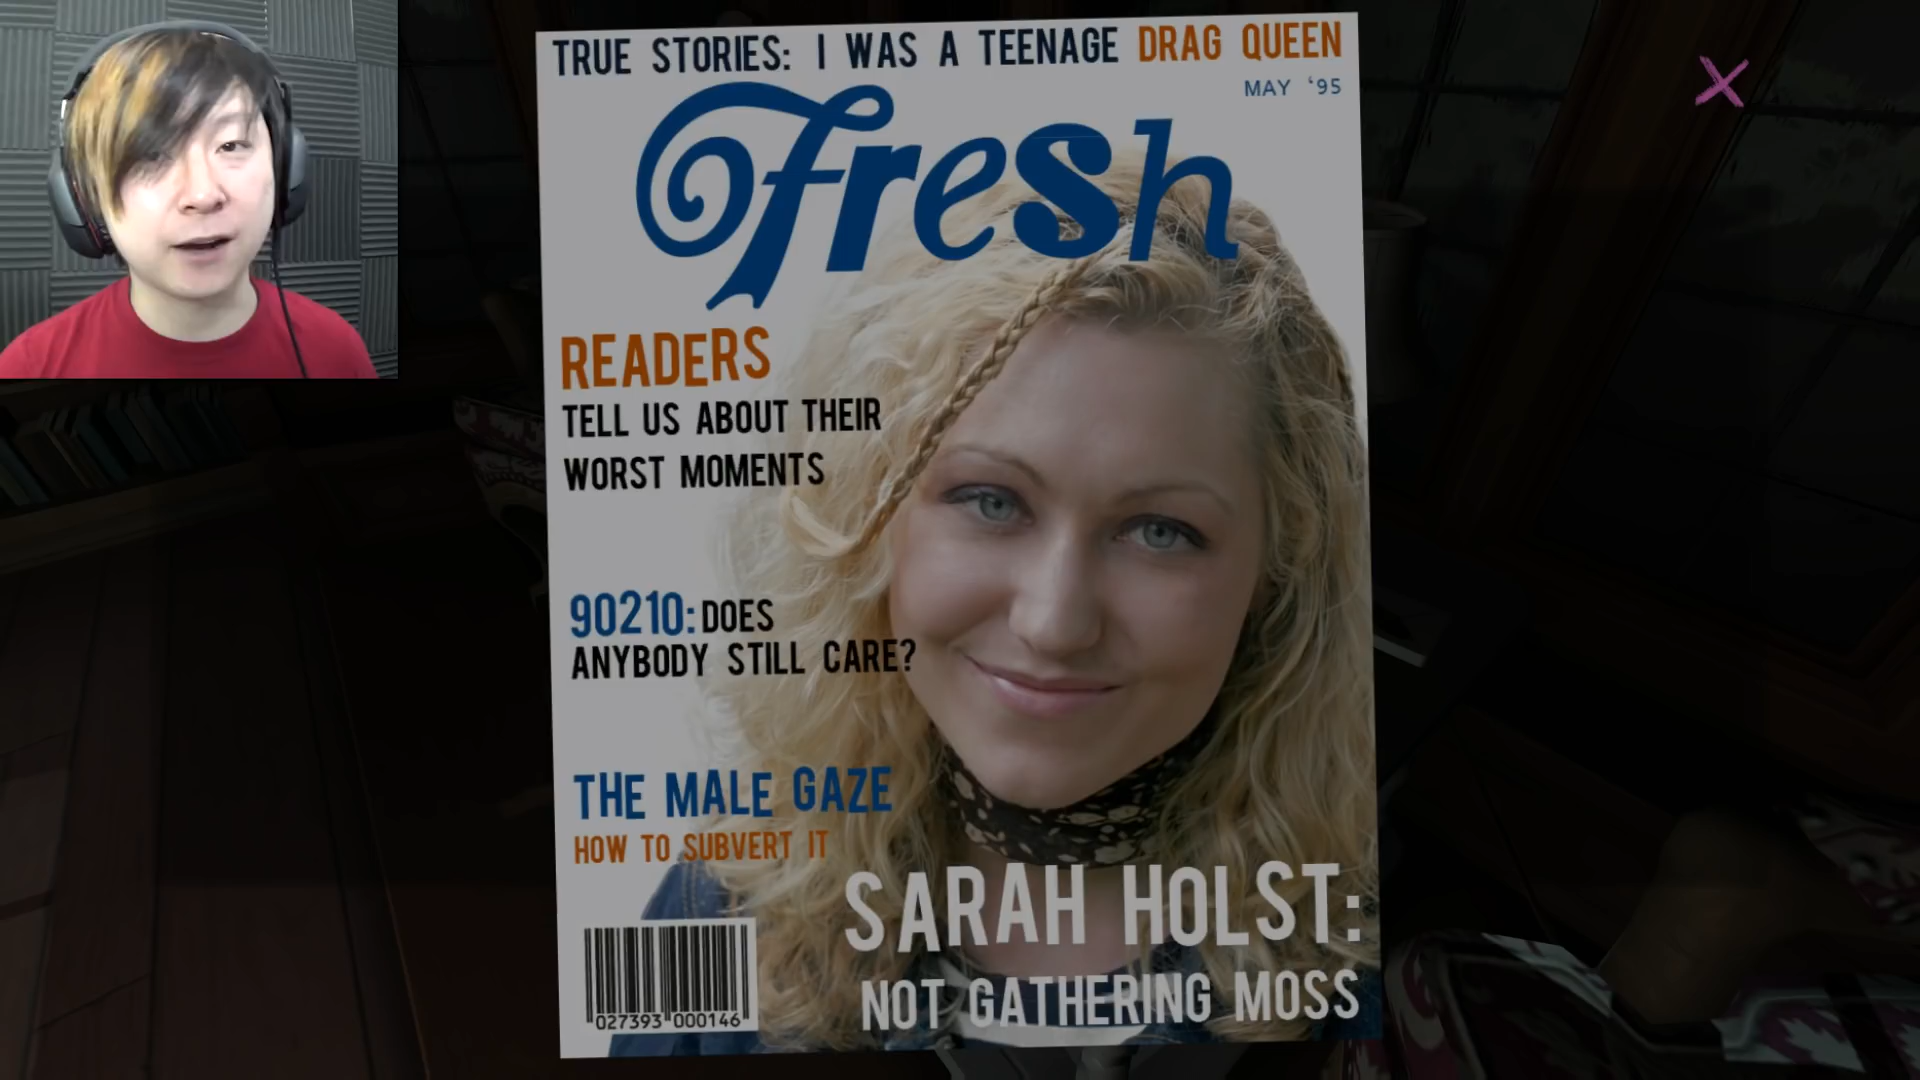 TRUE STORIES: I WAS A TEENAGE DRAG QUEEN
MAY '95
Fresh
READERS
TELL US ABOUT THEIR
WORST MOMENTS
90210: DOES
ANYBODY STILL CARE?
THE MALE GAZE
HOW TO SUBVERT IT
SARAH HOLST:
NOT GATHERING MOSS
027393 000146